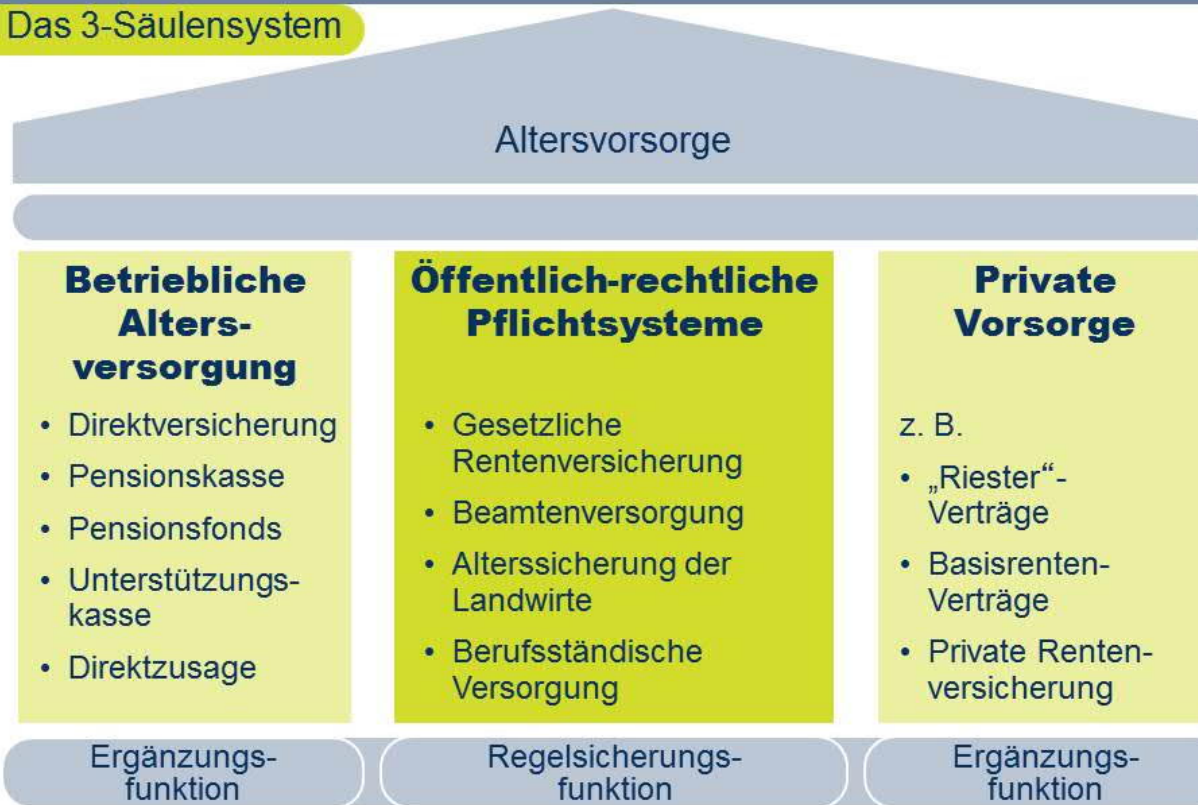 Das 3-Säulensystem
Altersvorsorge
Betriebliche
Alters-
versorgung
• Direktversicherung
• Pensionskasse
• Pensionsfonds
• Unterstützungs-
kasse
• Direktzusage
Ergänzungs-
funktion
Öffentlich-rechtliche
Pflichtsysteme
• Gesetzliche
Rentenversicherung
• Beamtenversorgung
• Alterssicherung der
Landwirte
• Berufsständische
Versorgung
Regelsicherungs-
funktion
Private
Vorsorge
z. B.
• „Riester“-
Verträge
• Basisrenten-
Verträge
• Private Renten-
versicherung
Ergänzungs-
funktion